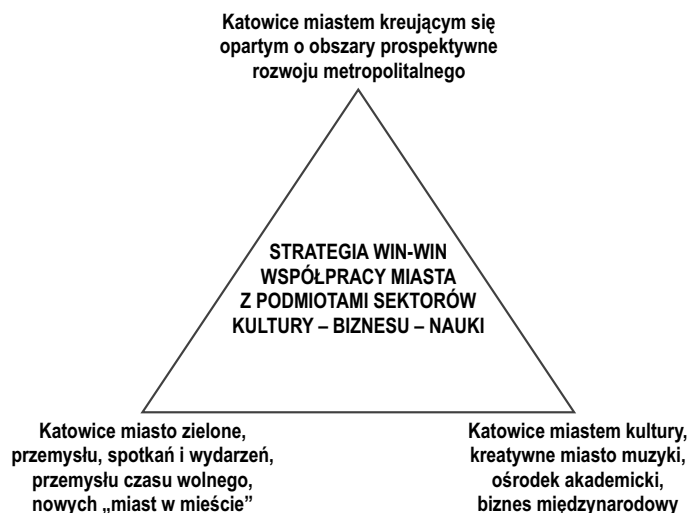 Katowice miastem kreującym się
opartym o obszary prospektywne
rozwoju metropolitalnego
STRATEGIA WIN-WIN
WSPÓŁPRACY MIASTA
Z PODMIOTAMI SEKTORÓW
KULTURY – BIZNESU – NAUKI
Katowice miasto zielone,
przemysłu, spotkań i wydarzeń,
przemysłu czasu wolnego,
nowych „miast w mieście”
Katowice miastem kultury,
kreatywne miasto muzyki,
ośrodek akademicki,
biznes międzynarodowy